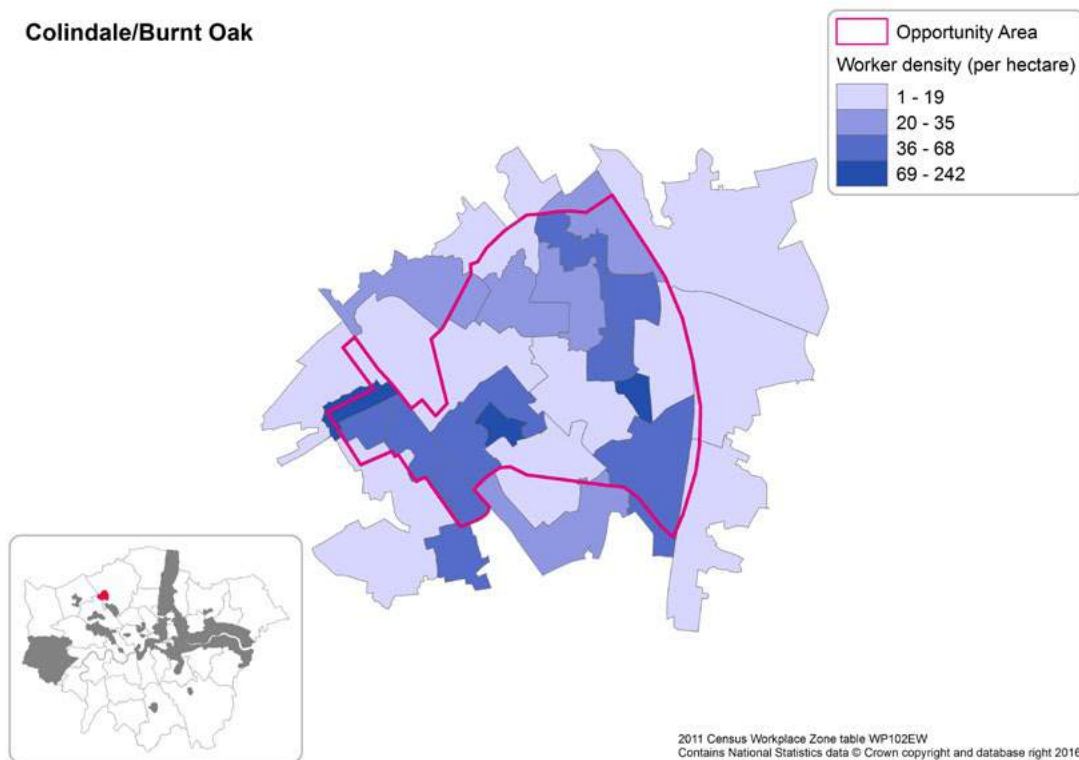 Colindale/Burnt Oak
Opportunity Area
Worker density (per hectare)
1 - 19
20 - 35
36 - 68
69 - 242
2011 Census Workplace Zone table WP102EW
Contains National Statistics data © Crown copyright and database right 2016